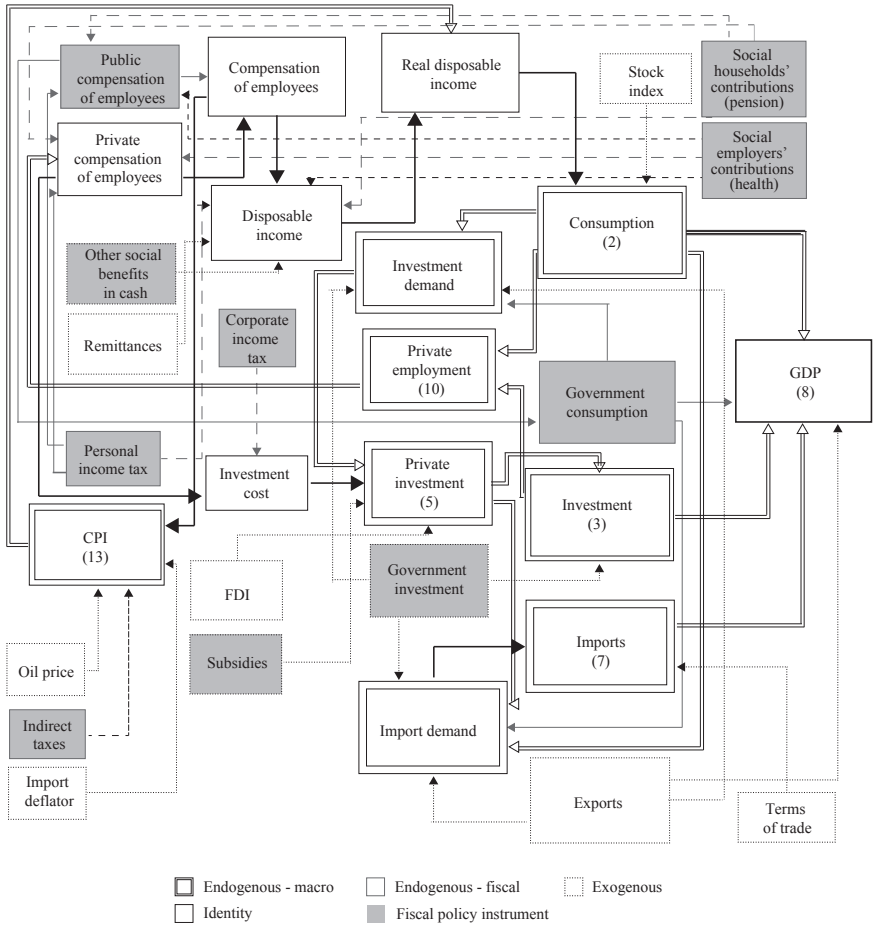 Public
compensation
of employees
Compensation
of employees
Real disposable
income
Stock
index
Social
households'
contributions
(pension)
Private
compensation
of employees
Social
employers'
contributions
(health)
Disposable
income
Consumption
(2)
Other social
benefits
in cash
Investment
demand
Remittances
Corporate
income
tax
Private
employment
(10)
Government
consumption
GDP
(8)
Personal
income tax
Investment
cost
Private
investment
(5)
Investment
(3)
CPI
(13)
FDI
Government
investment
Oil price
Subsidies
Imports
(7)
Indirect
taxes
Import demand
Import
deflator
Exports
Terms
of trade
Endogenous - macro
Endogenous - fiscal
Exogenous
Identity
Fiscal policy instrument